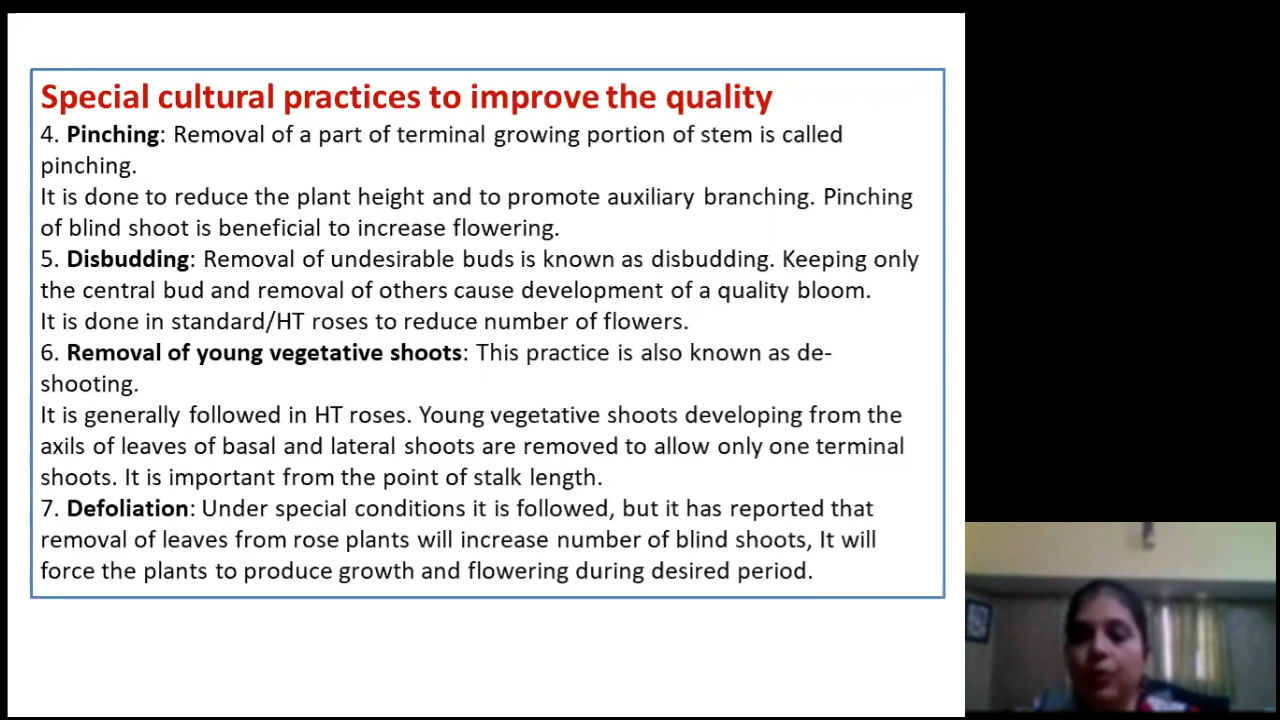 Special cultural practices to improve the quality
4. Pinching: Removal of a part of terminal growing portion of stem is called
pinching.
It is done to reduce the plant height and to promote auxiliary branching. Pinching
of blind shoot is beneficial to increase flowering.
5. Disbudding: Removal of undesirable buds is known as disbudding. Keeping only
the central bud and removal of others cause development of a quality bloom.
It is done in standard/HT roses to reduce number of flowers.
6. Removal of young vegetative shoots: This practice is also known as de-
shooting.
It is generally followed in HT roses. Young vegetative shoots developing from the
axils of leaves of basal and lateral shoots are removed to allow only one terminal
shoots. It is important from the point of stalk length.
7. Defoliation: Under special conditions it is followed, but it has reported that
removal of leaves from rose plants will increase number of blind shoots, It will
force the plants to produce growth and flowering during desired period.